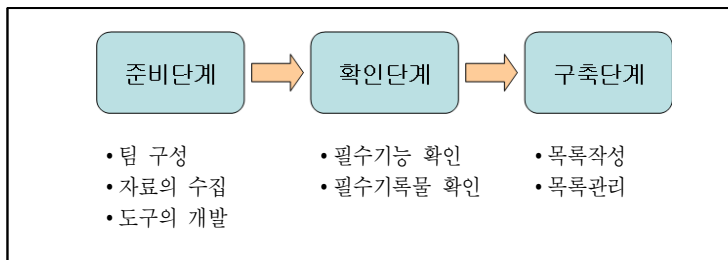 준비단계
확인단계
구축단계
• 팀 구성
• 자료의 수집
• 도구의 개발
• 필수기능 확인
• 필수기록물 확인
• 목록작성
• 목록관리